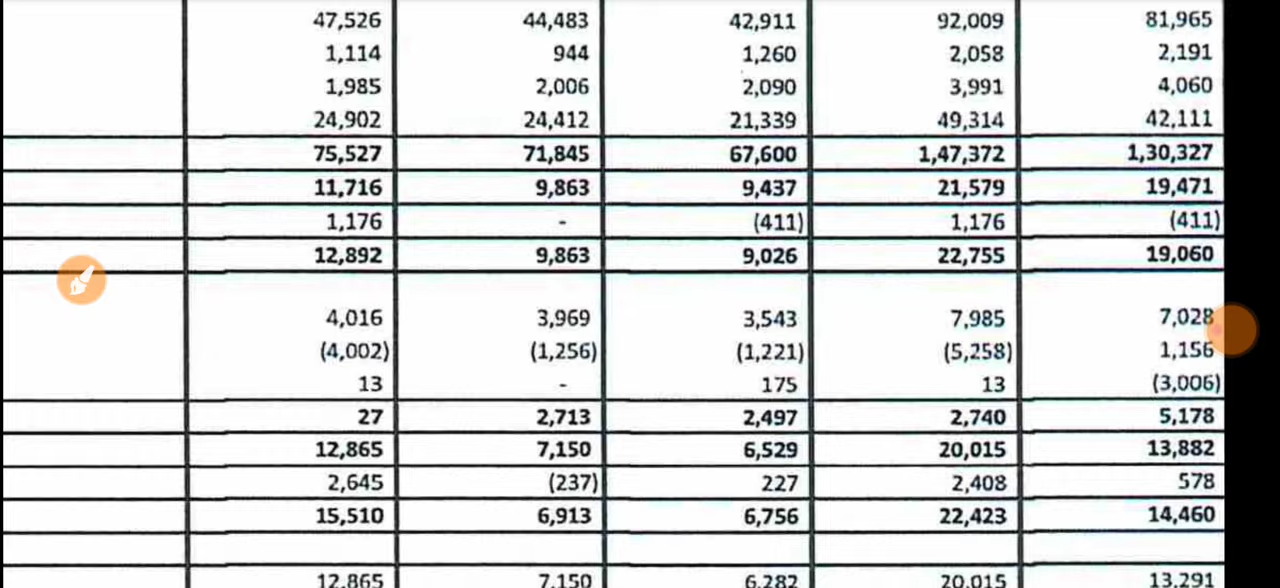 47,526 44,483 42,911 92,009 81,965
1,114 944 1,260 2,058 2,191
1,985 2,006 2,090 3,991 4,060
24,902 24,412 21,339 49,314 42,111
75,527 71,845 67,600 1,47,372 1,30,327
11,716 9,863 9,437 21,579 19,471
1,176 - (411) 1,176 (411)
12,892 9,863 9,026 22,755 19,060
4,016 3,969 3,543 7,985 7,028
(4,002) (1,256) (1,221) (5,258) 1,156
13 - 175 13 (3,006)
27 2,713 2,497 2,740 5,178
12,865 7,150 6,529 20,015 13,882
2,645 (237) 227 2,408 578
15,510 6,913 6,756 22,423 14,460
12,865 7,150 6,282 20,015 13,291